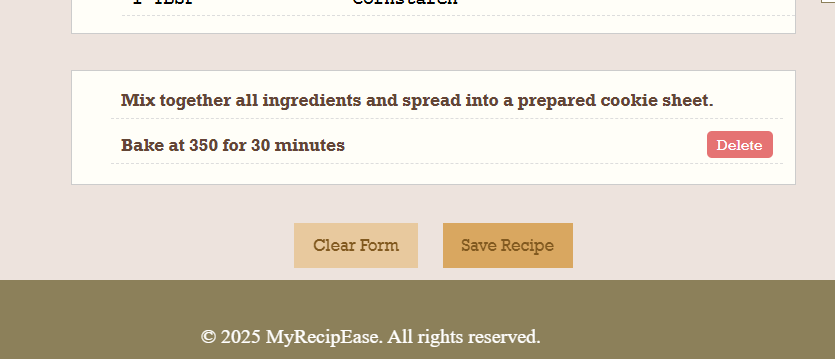 1 TBSP Cornstarch
Mix together all ingredients and spread into a prepared cookie sheet.
Bake at 350 for 30 minutes Delete
Clear Form Save Recipe
© 2025 MyRecipEase. All rights reserved.